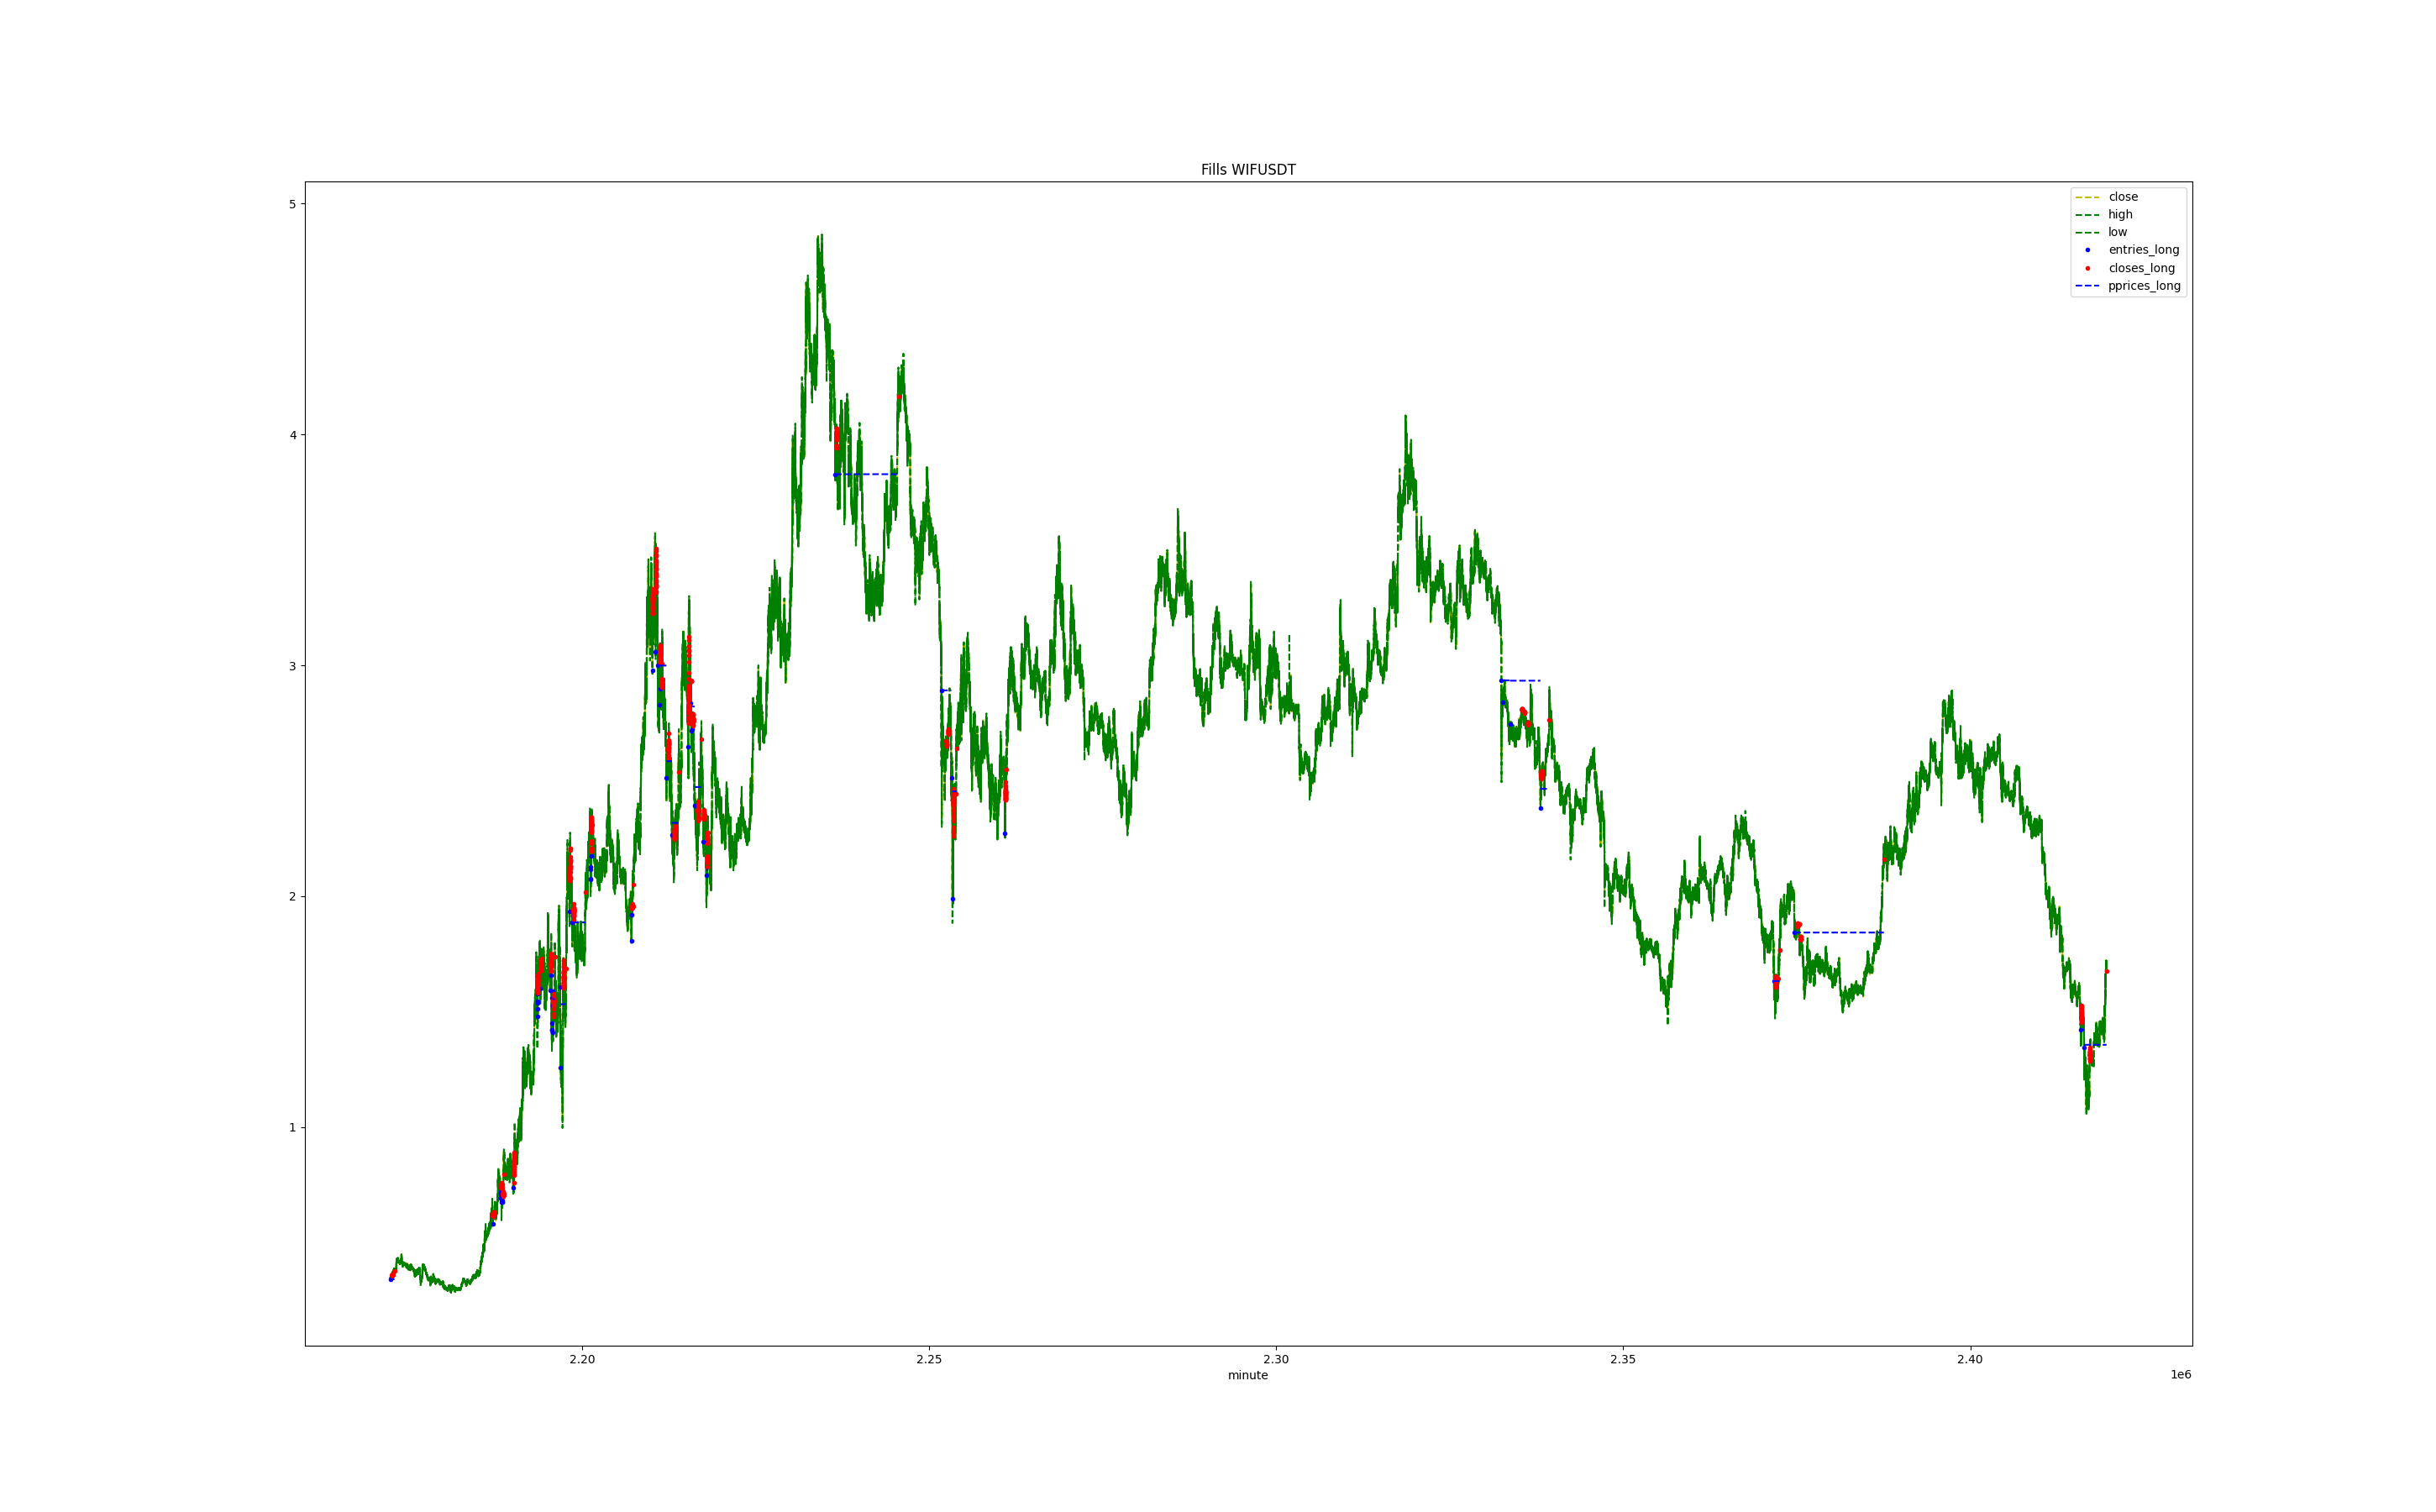 Fills WIFUSDT
close
high
low
entries_long
closes_long
pprices_long
5
4
3
2
1
2.20 2.25 2.30 2.35 2.40
minute
1e6